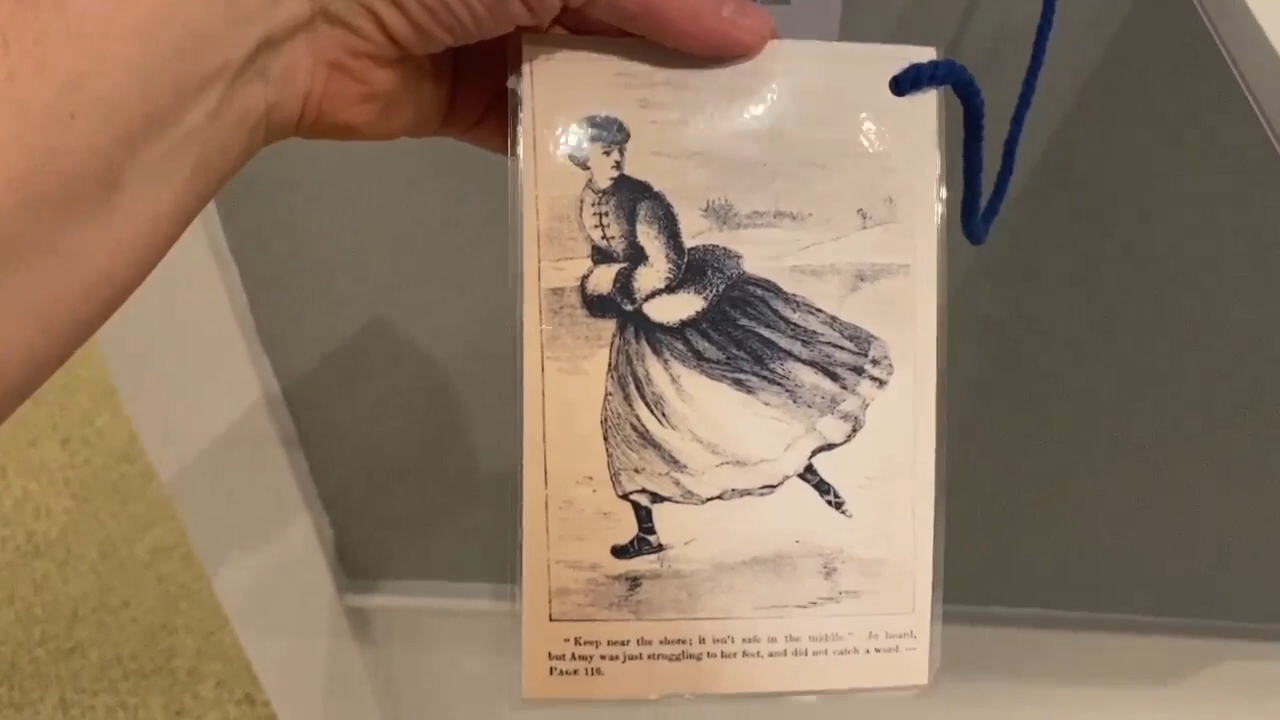 "Keep near the shore; it isn't safe in the middle." Jo heard,
but Amy was just struggling to her feet, and did not catch a word.—
PAGE 116.